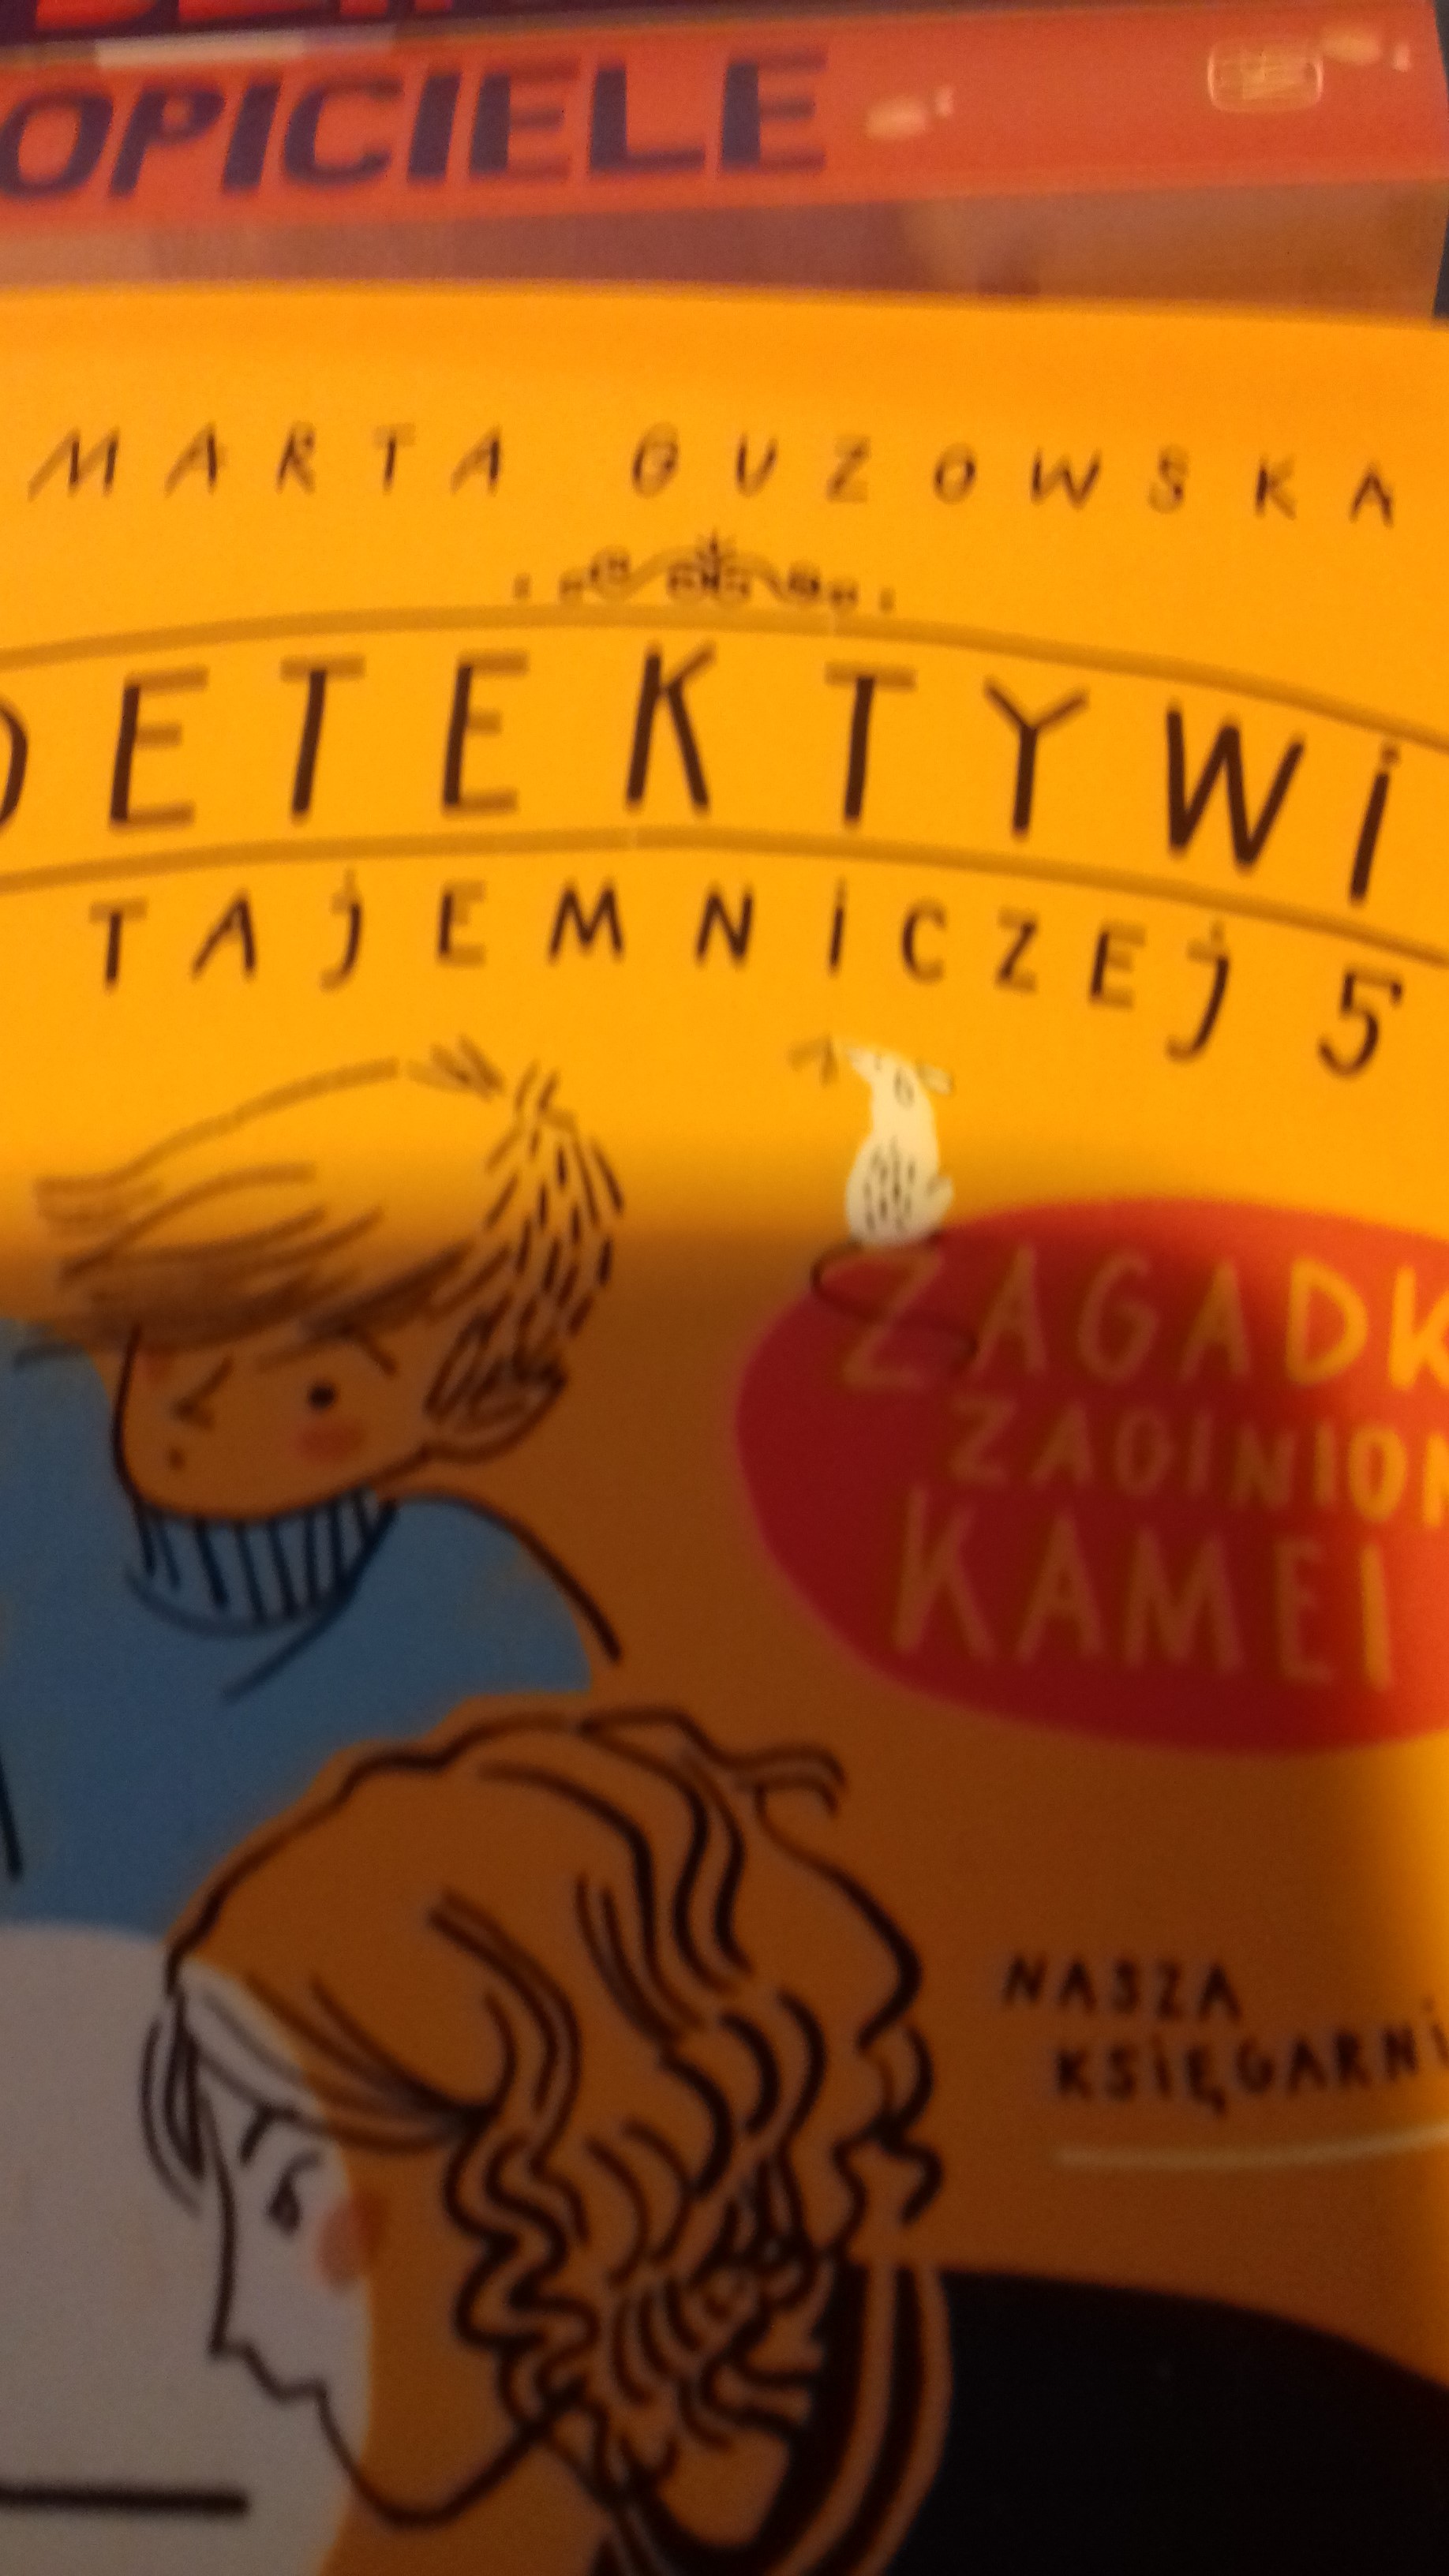 OPICIELE
MARTA GUZOWSKA
DETEKTYWI
TAJEMNICZEJ 5
ZAGADK
ZAGINION
KAMEI
NASZA
KSIĘGARNI